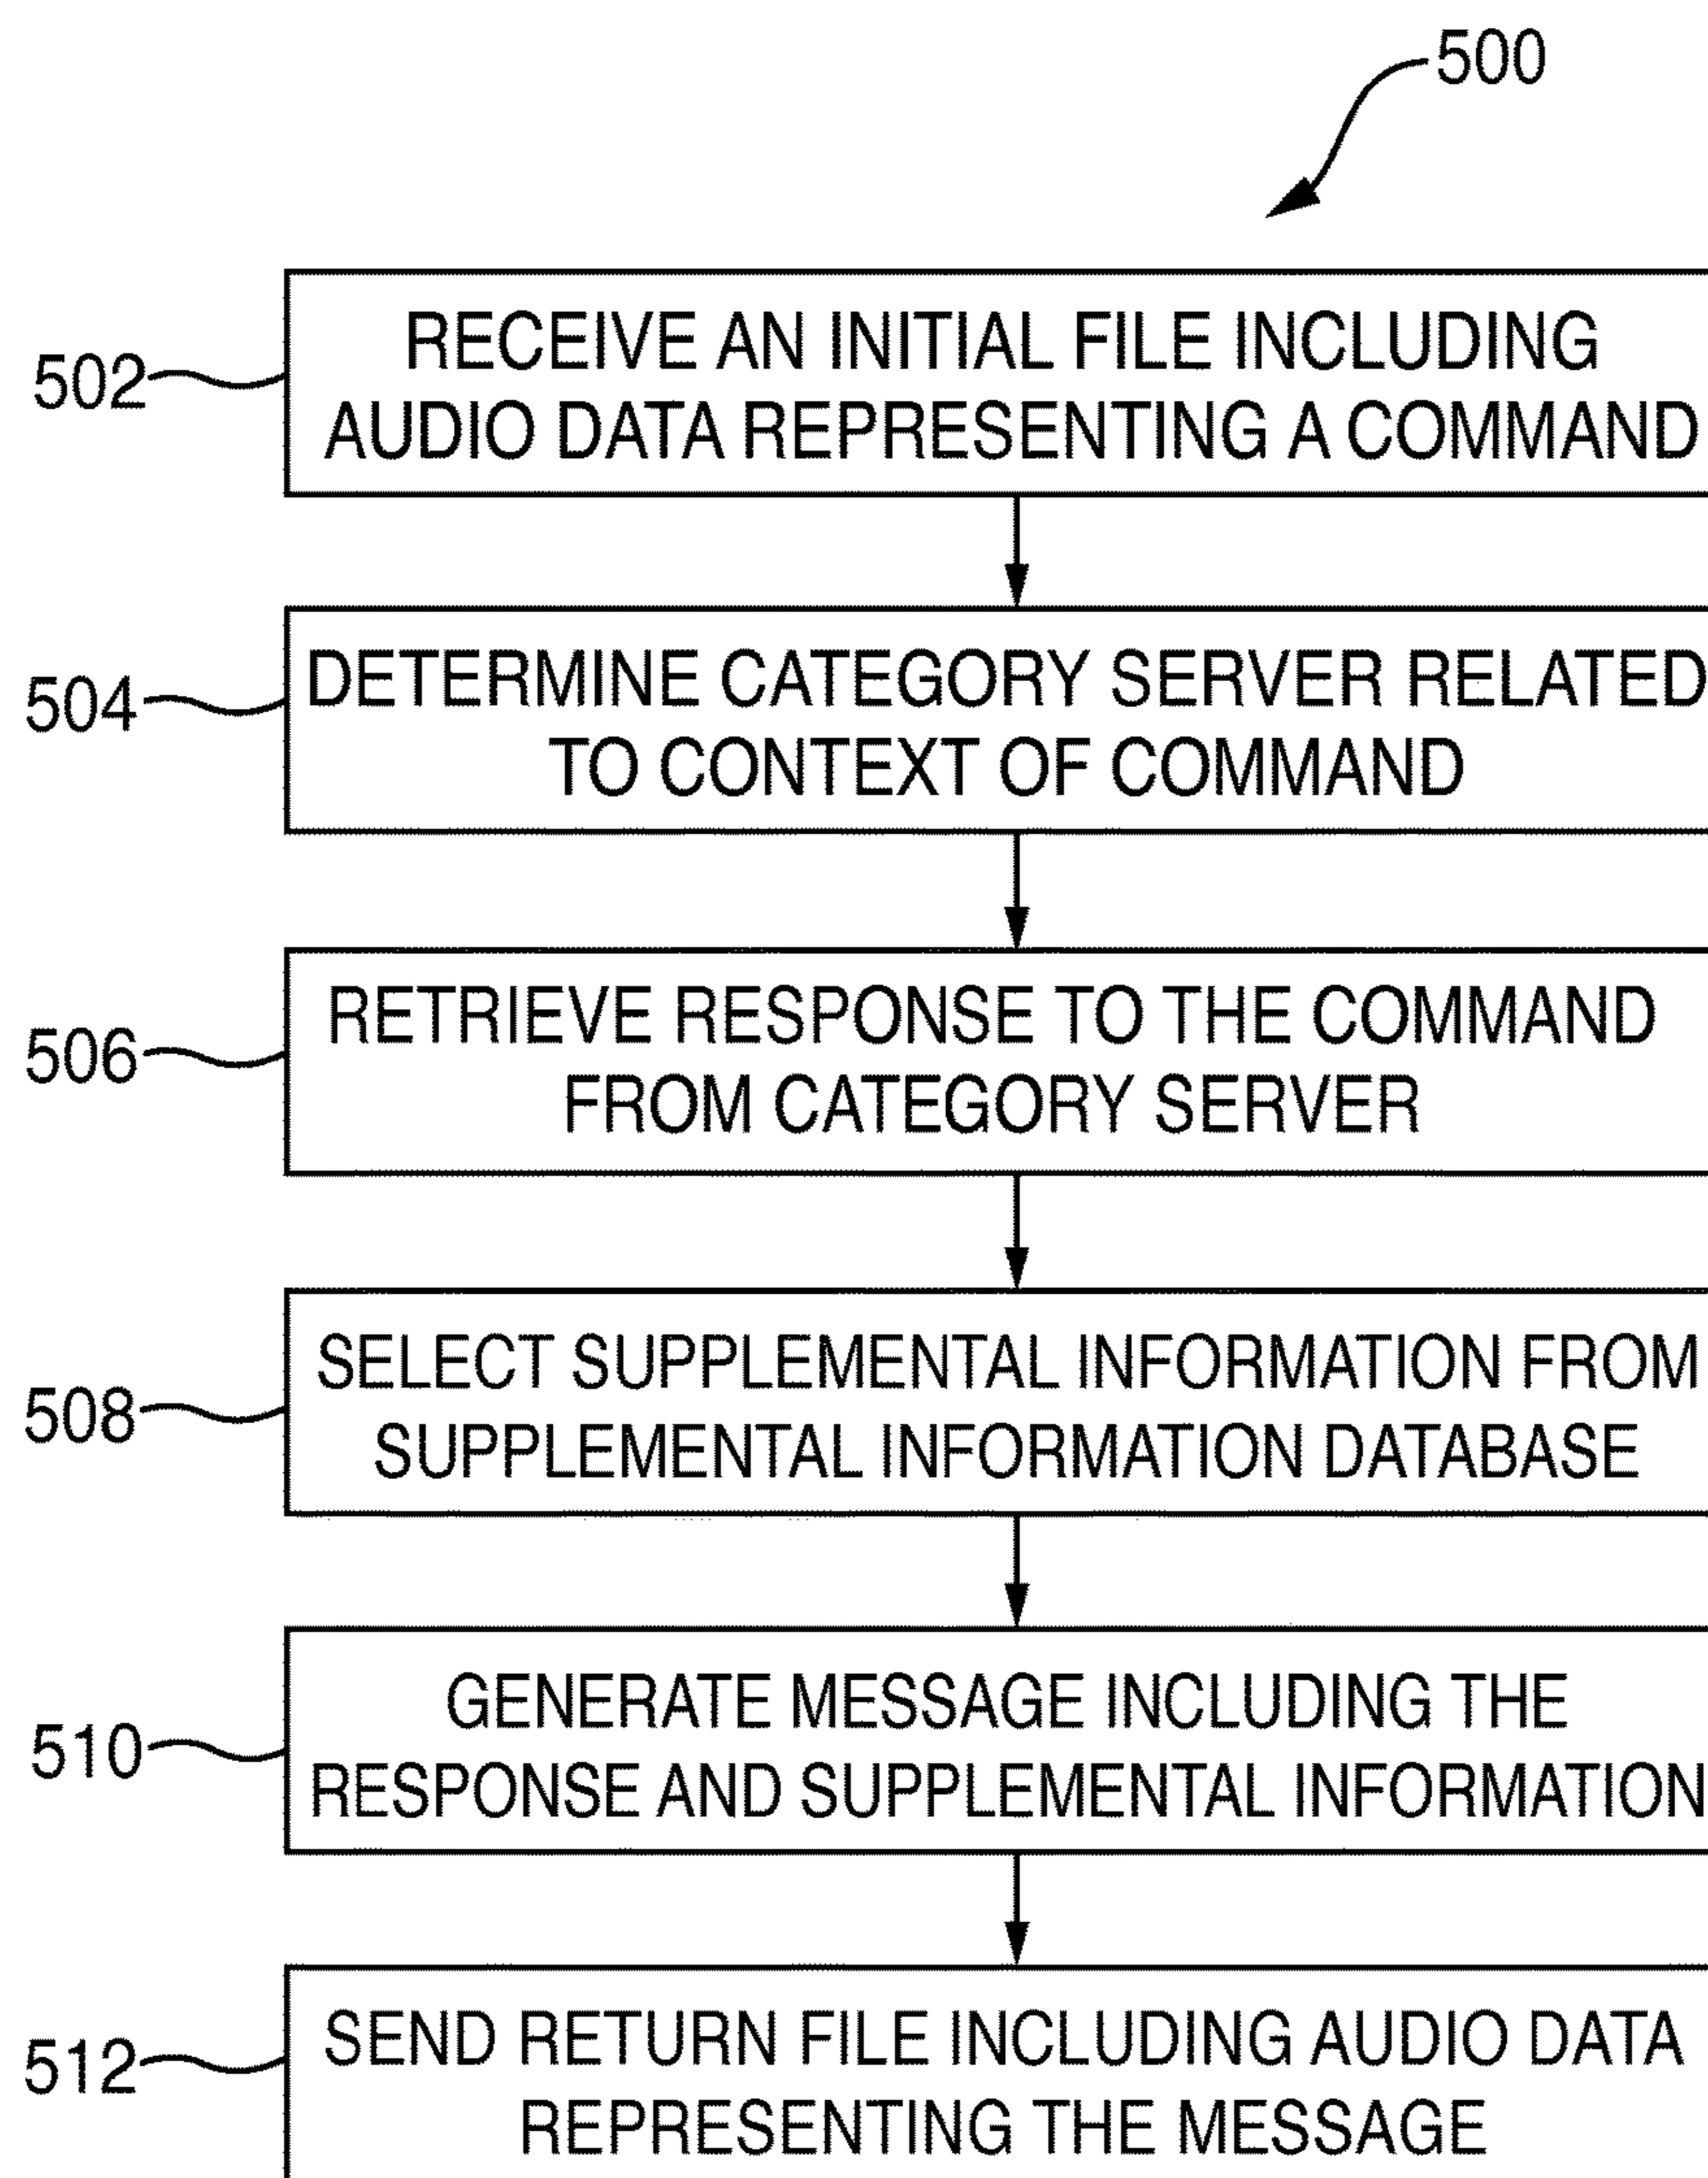 500
502
RECEIVE AN INITIAL FILE INCLUDING
AUDIO DATA REPRESENTING A COMMAND
504
DETERMINE CATEGORY SERVER RELATED
TO CONTEXT OF COMMAND
506
RETRIEVE RESPONSE TO THE COMMAND
FROM CATEGORY SERVER
508
SELECT SUPPLEMENTAL INFORMATION FROM
SUPPLEMENTAL INFORMATION DATABASE
510
GENERATE MESSAGE INCLUDING THE
RESPONSE AND SUPPLEMENTAL INFORMATION
512
SEND RETURN FILE INCLUDING AUDIO DATA
REPRESENTING THE MESSAGE